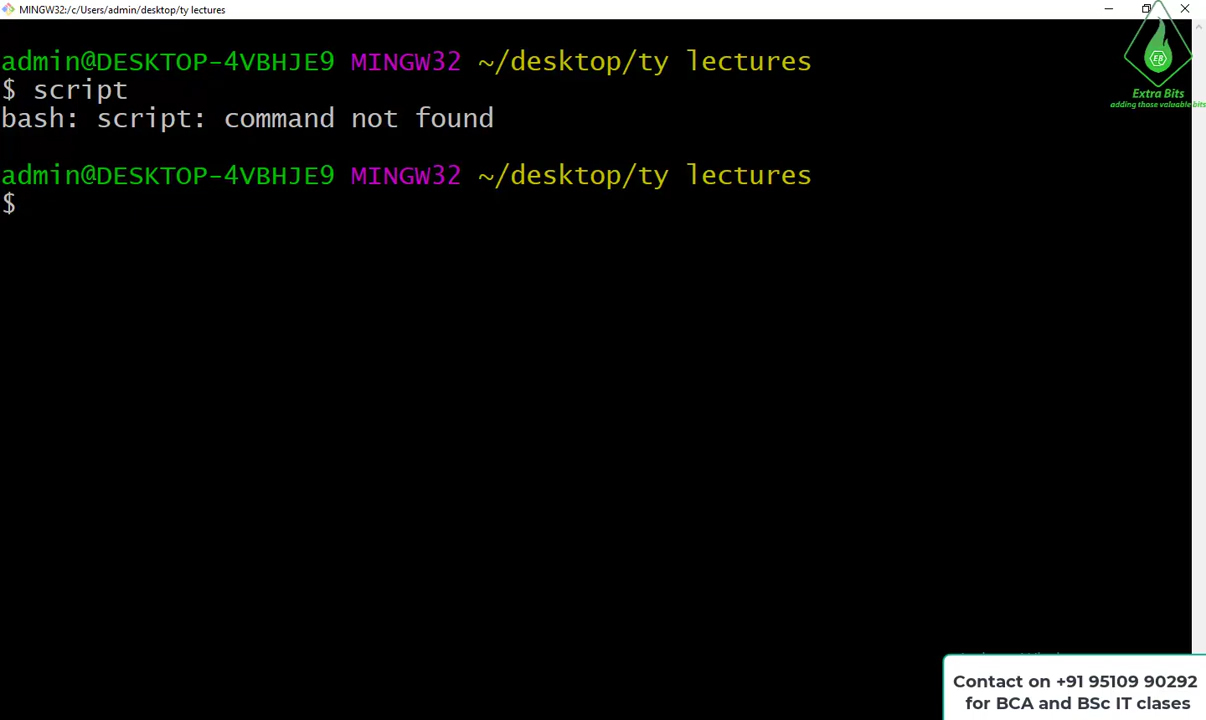 MINGW32:/c/Users/admin/desktop/ty lectures
admin@DESKTOP-4VBHJE9 MINGW32 ~/desktop/ty lectures
$ script
bash: script: command not found
admin@DESKTOP-4VBHJE9 MINGW32 ~/desktop/ty lectures
$
EB
Extra Bits
adding those valuable bits
Contact on +91 95109 90292
for BCA and BSc IT clases